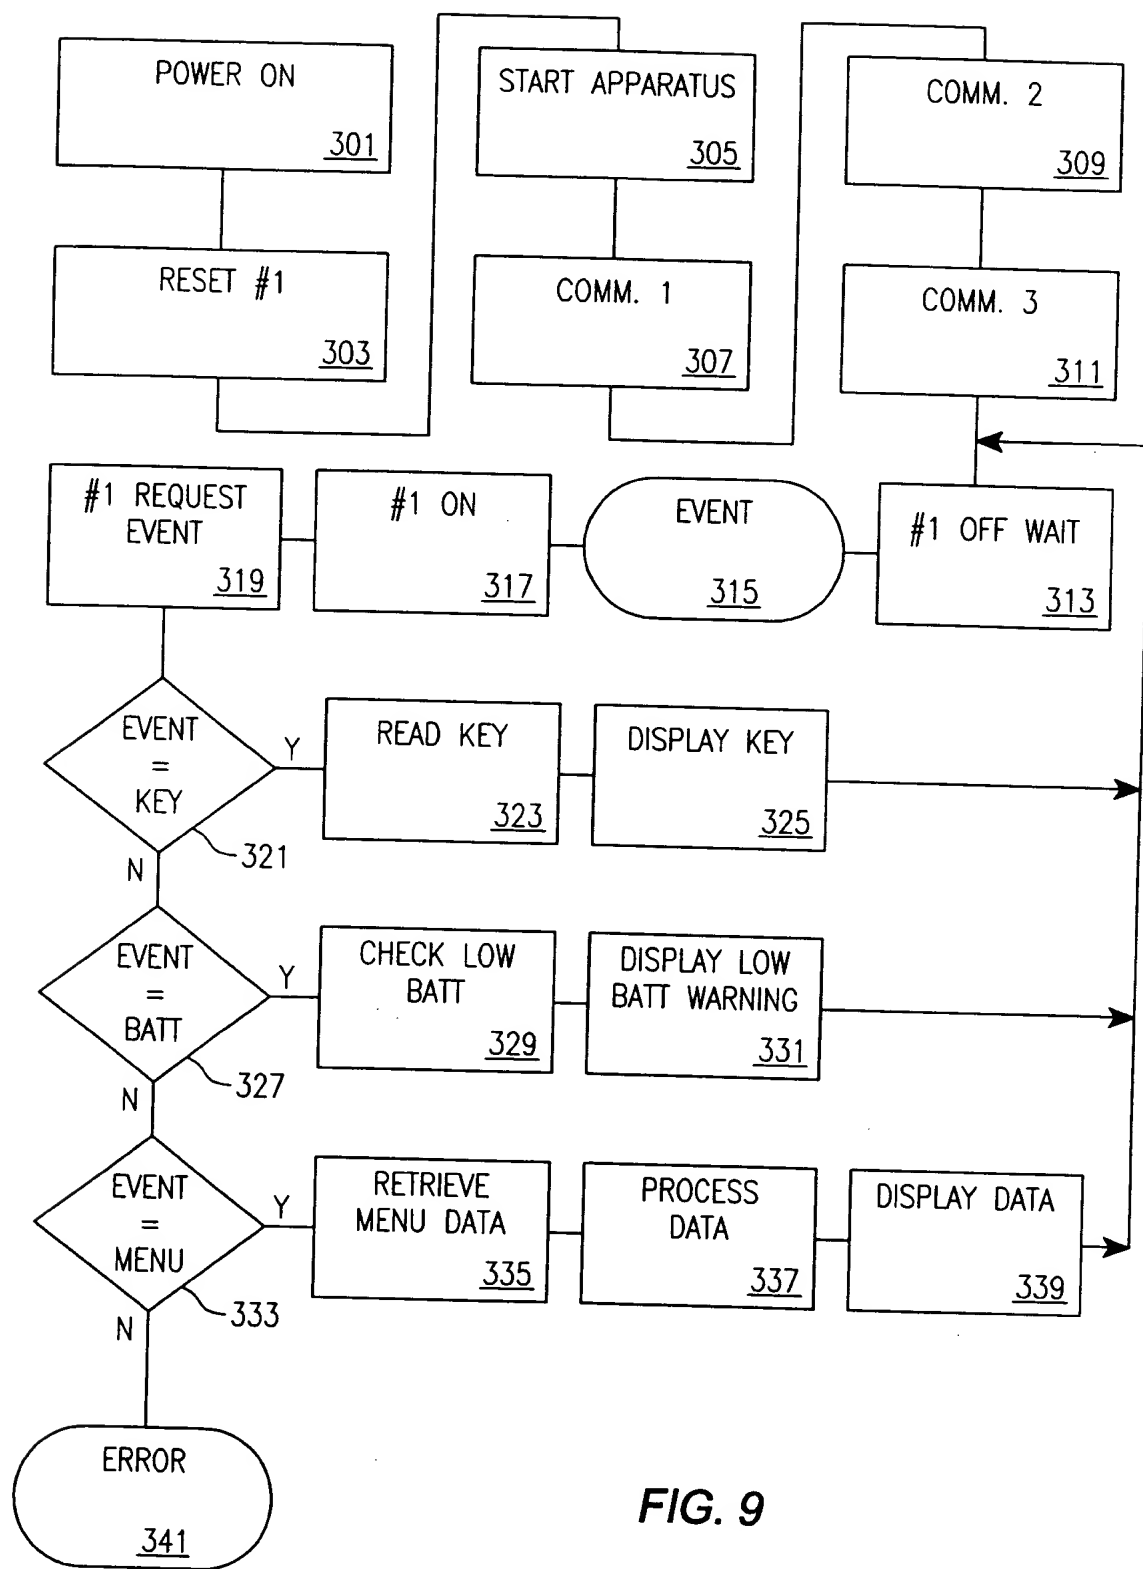 POWER ON
301
RESET #1
303
START APPARATUS
305
COMM. 1
307
COMM. 2
309
COMM. 3
311
#1 OFF WAIT
313
EVENT
315
#1 ON
317
#1 REQUEST
EVENT
319
EVENT
=
KEY
321
Y
N
READ KEY
323
DISPLAY KEY
325
EVENT
=
BATT
327
Y
N
CHECK LOW
BATT
329
DISPLAY LOW
BATT WARNING
331
EVENT
=
MENU
333
Y
N
RETRIEVE
MENU DATA
335
PROCESS
DATA
337
DISPLAY DATA
339
ERROR
341
FIG. 9